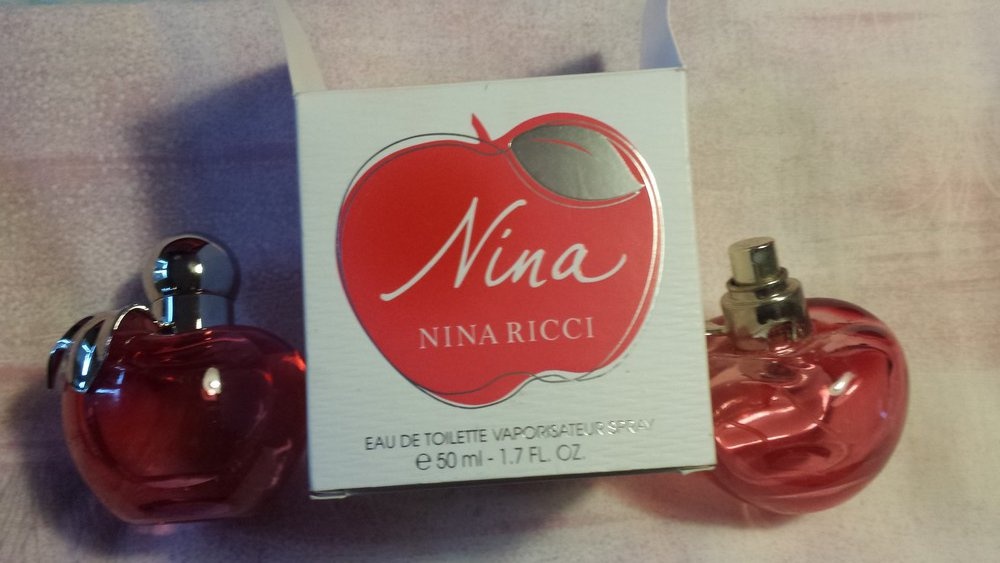 Nina
NINA RICCI
EAU DE TOILETTE VAPORISATEUR SPRAY
℮ 50 ml - 1.7 FL. OZ.